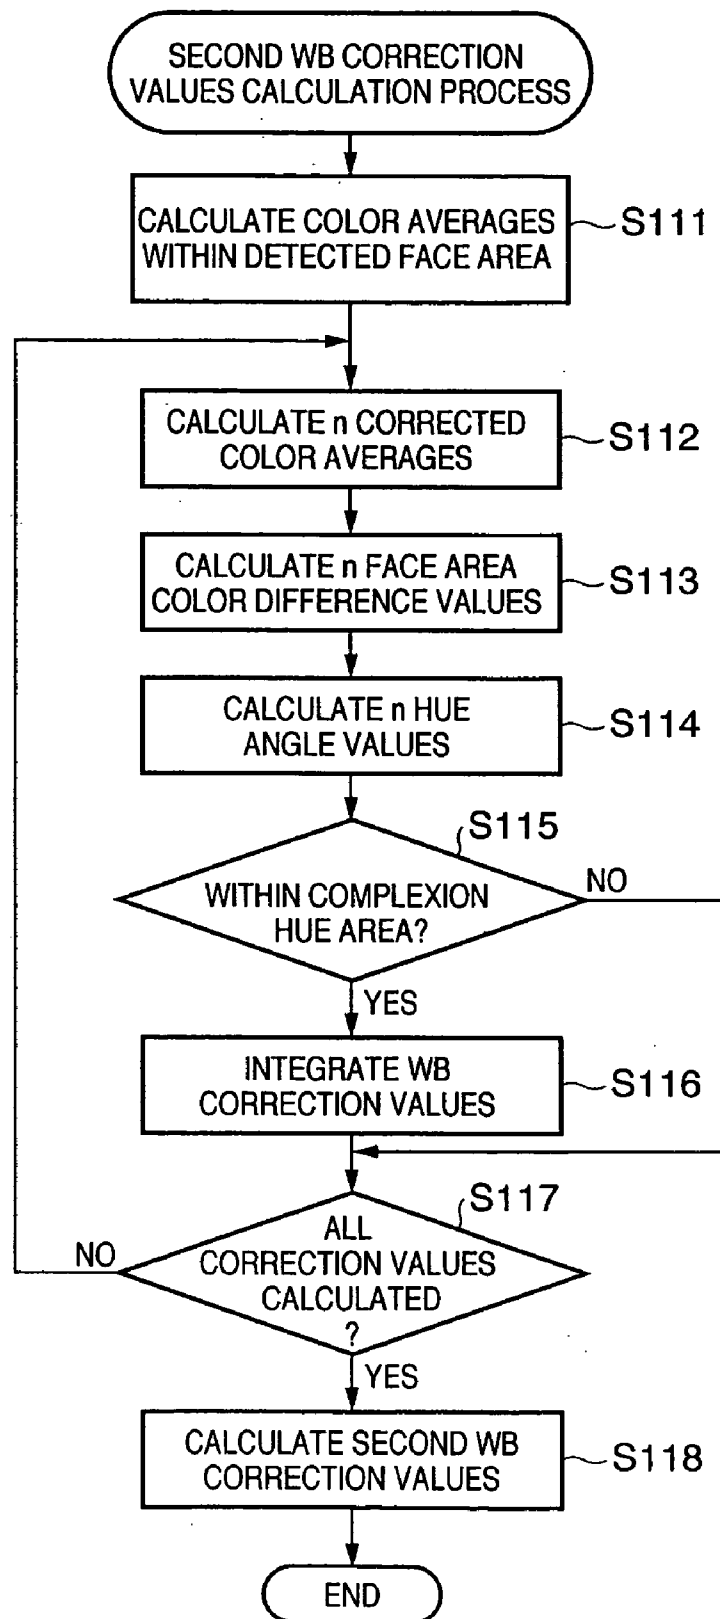 SECOND WB CORRECTION
VALUES CALCULATION PROCESS
CALCULATE COLOR AVERAGES
WITHIN DETECTED FACE AREA
S111
CALCULATE n CORRECTED
COLOR AVERAGES
S112
CALCULATE n FACE AREA
COLOR DIFFERENCE VALUES
S113
CALCULATE n HUE
ANGLE VALUES
S114
S115
WITHIN COMPLEXION
HUE AREA?
NO
YES
INTEGRATE WB
CORRECTION VALUES
S116
S117
ALL
CORRECTION VALUES
CALCULATED
?
NO
YES
CALCULATE SECOND WB
CORRECTION VALUES
S118
END